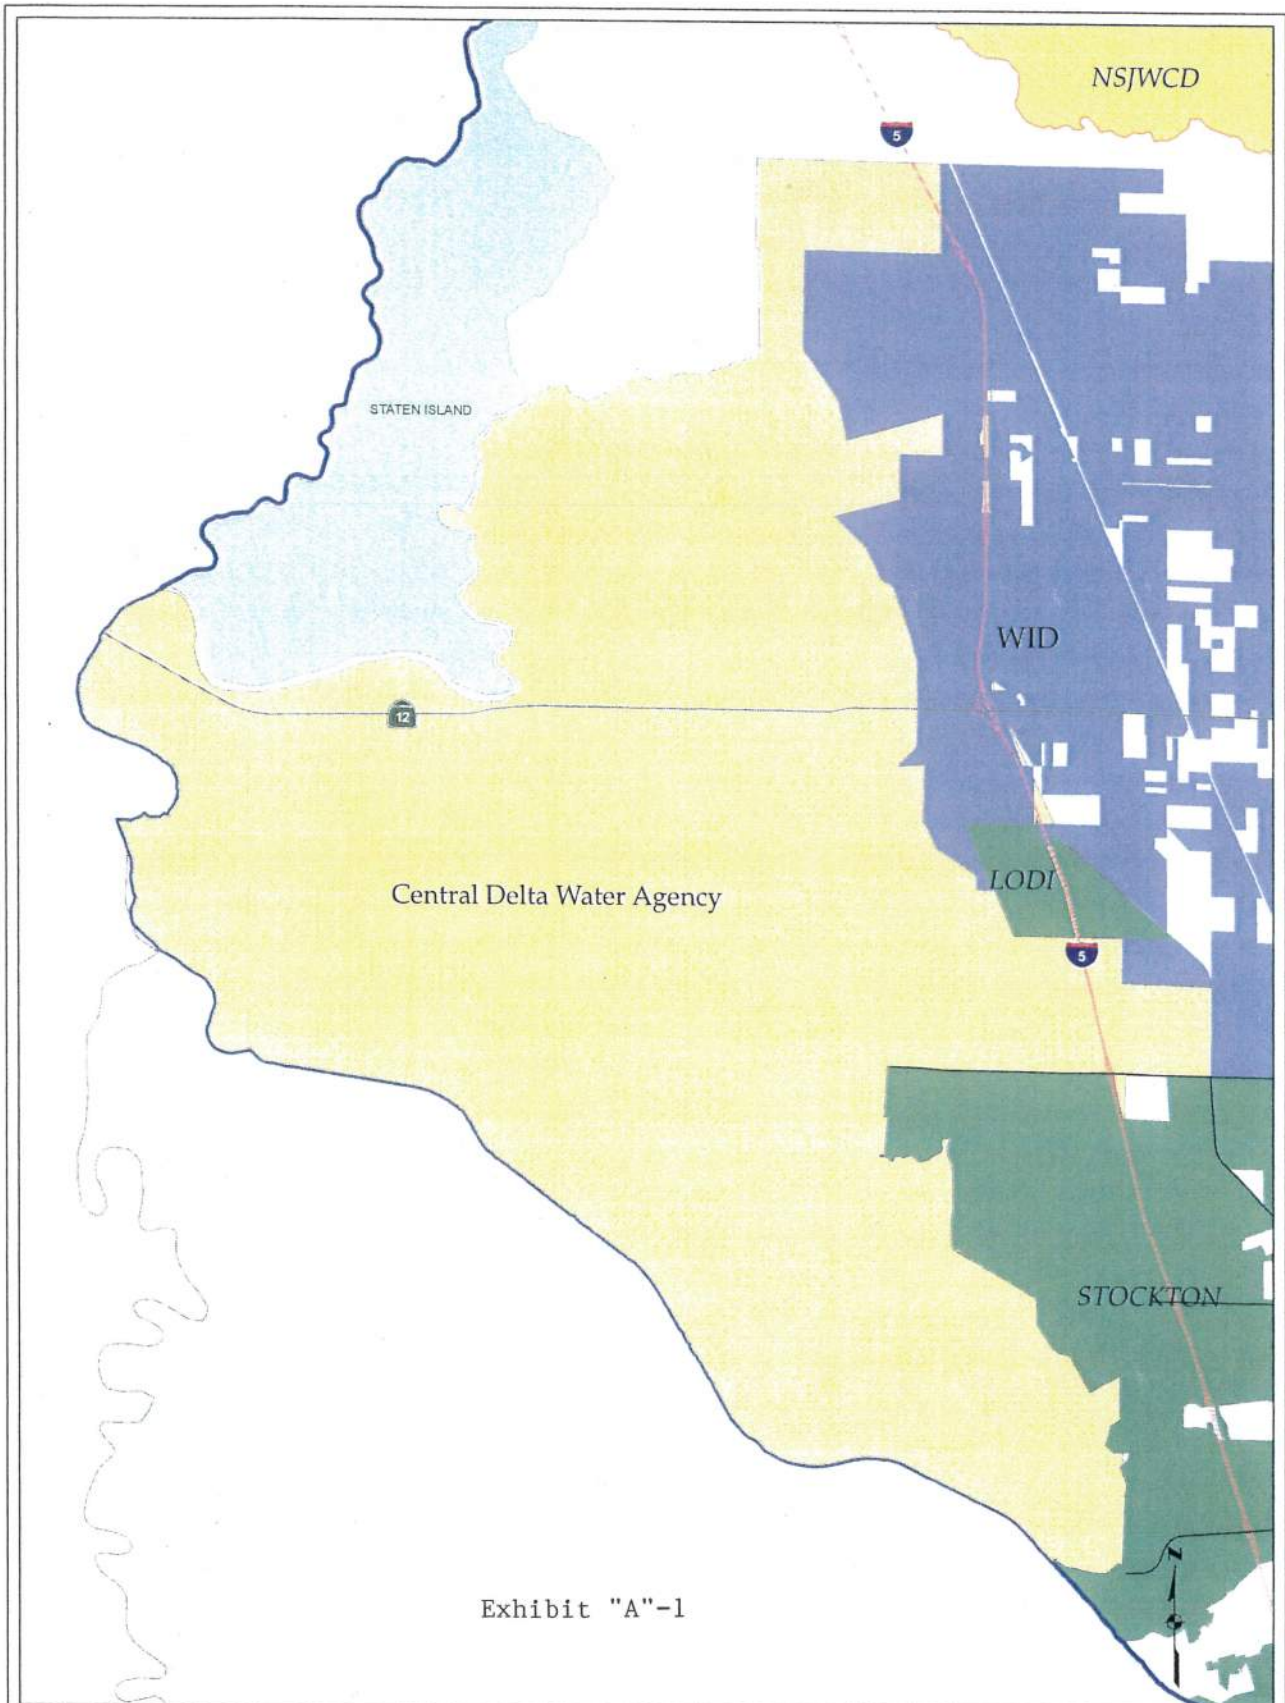 NSJWCD
5
STATEN ISLAND
WID
12
LODI
Central Delta Water Agency
5
STOCKTON
N
Exhibit "A"-1